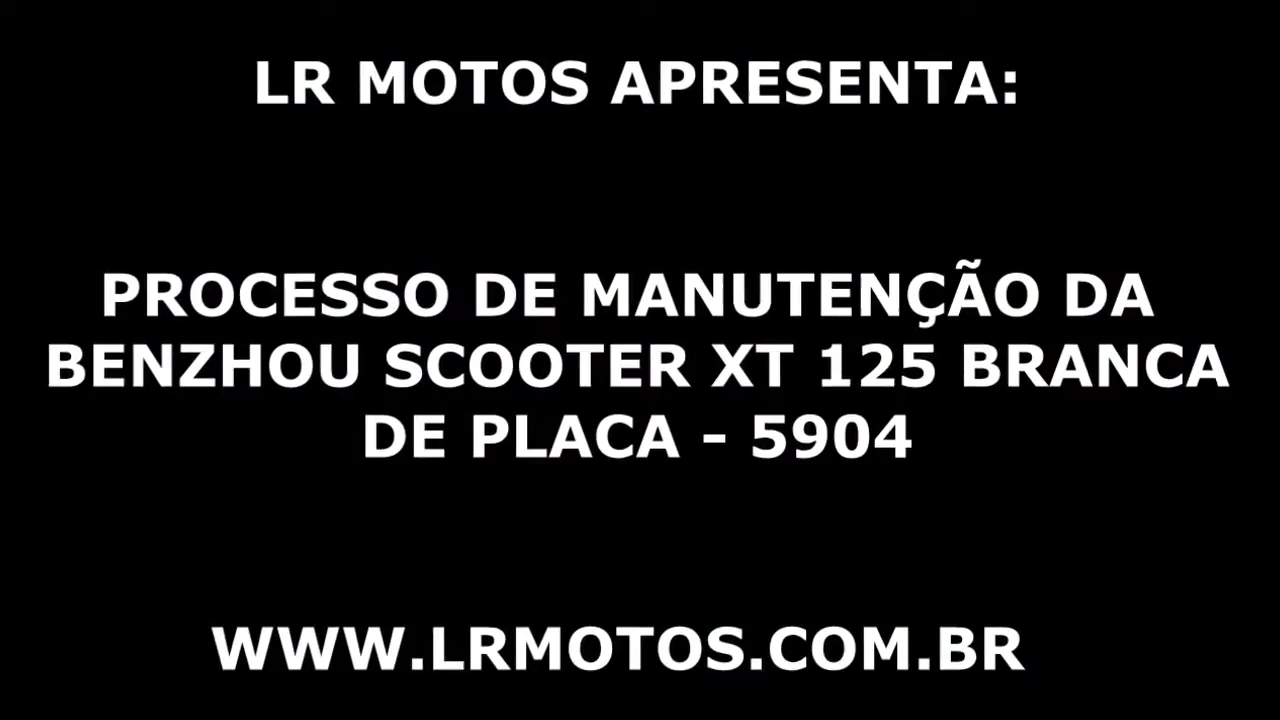 LR MOTOS APRESENTA:
PROCESSO DE MANUTENÇÃO DA
BENZHOU SCOOTER XT 125 BRANCA
DE PLACA - 5904
WWW.LRMOTOS.COM.BR